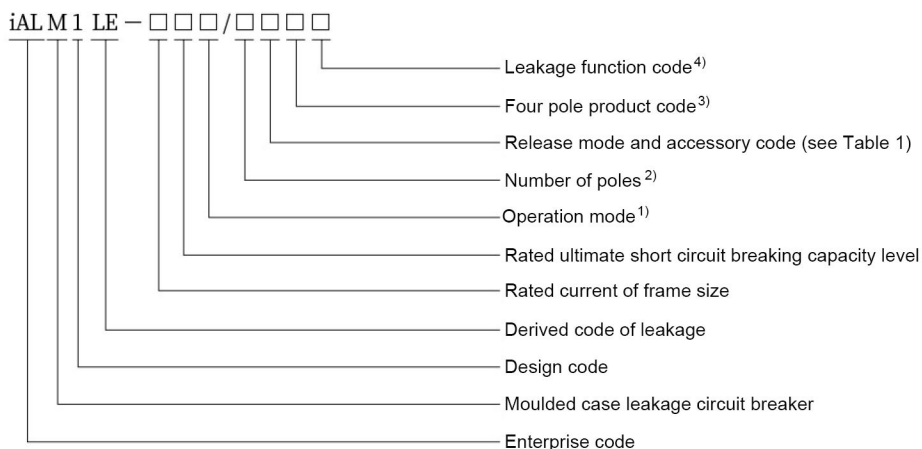 iAL M 1 LE－□ □ □ / □ □ □ □
Leakage function code4)
Four pole product code3)
Release mode and accessory code (see Table 1)
Number of poles2)
Operation mode1)
Rated ultimate short circuit breaking capacity level
Rated current of frame size
Derived code of leakage
Design code
Moulded case leakage circuit breaker
Enterprise code